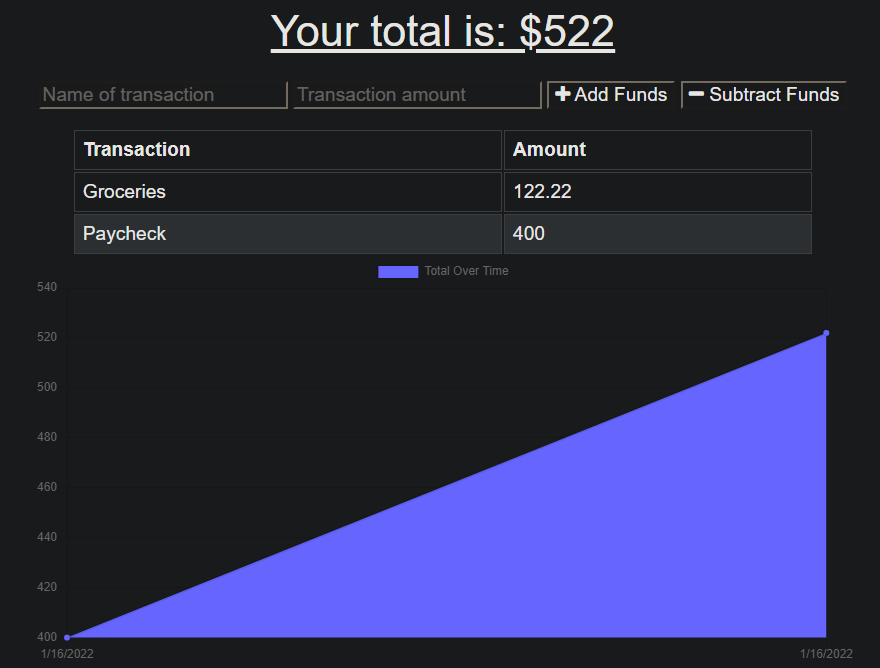 Your total is: $522
Name of transaction Transaction amount + Add Funds − Subtract Funds
Transaction Amount
Groceries 122.22
Paycheck 400
Total Over Time
540
520
500
480
460
440
420
400
1/16/2022 1/16/2022